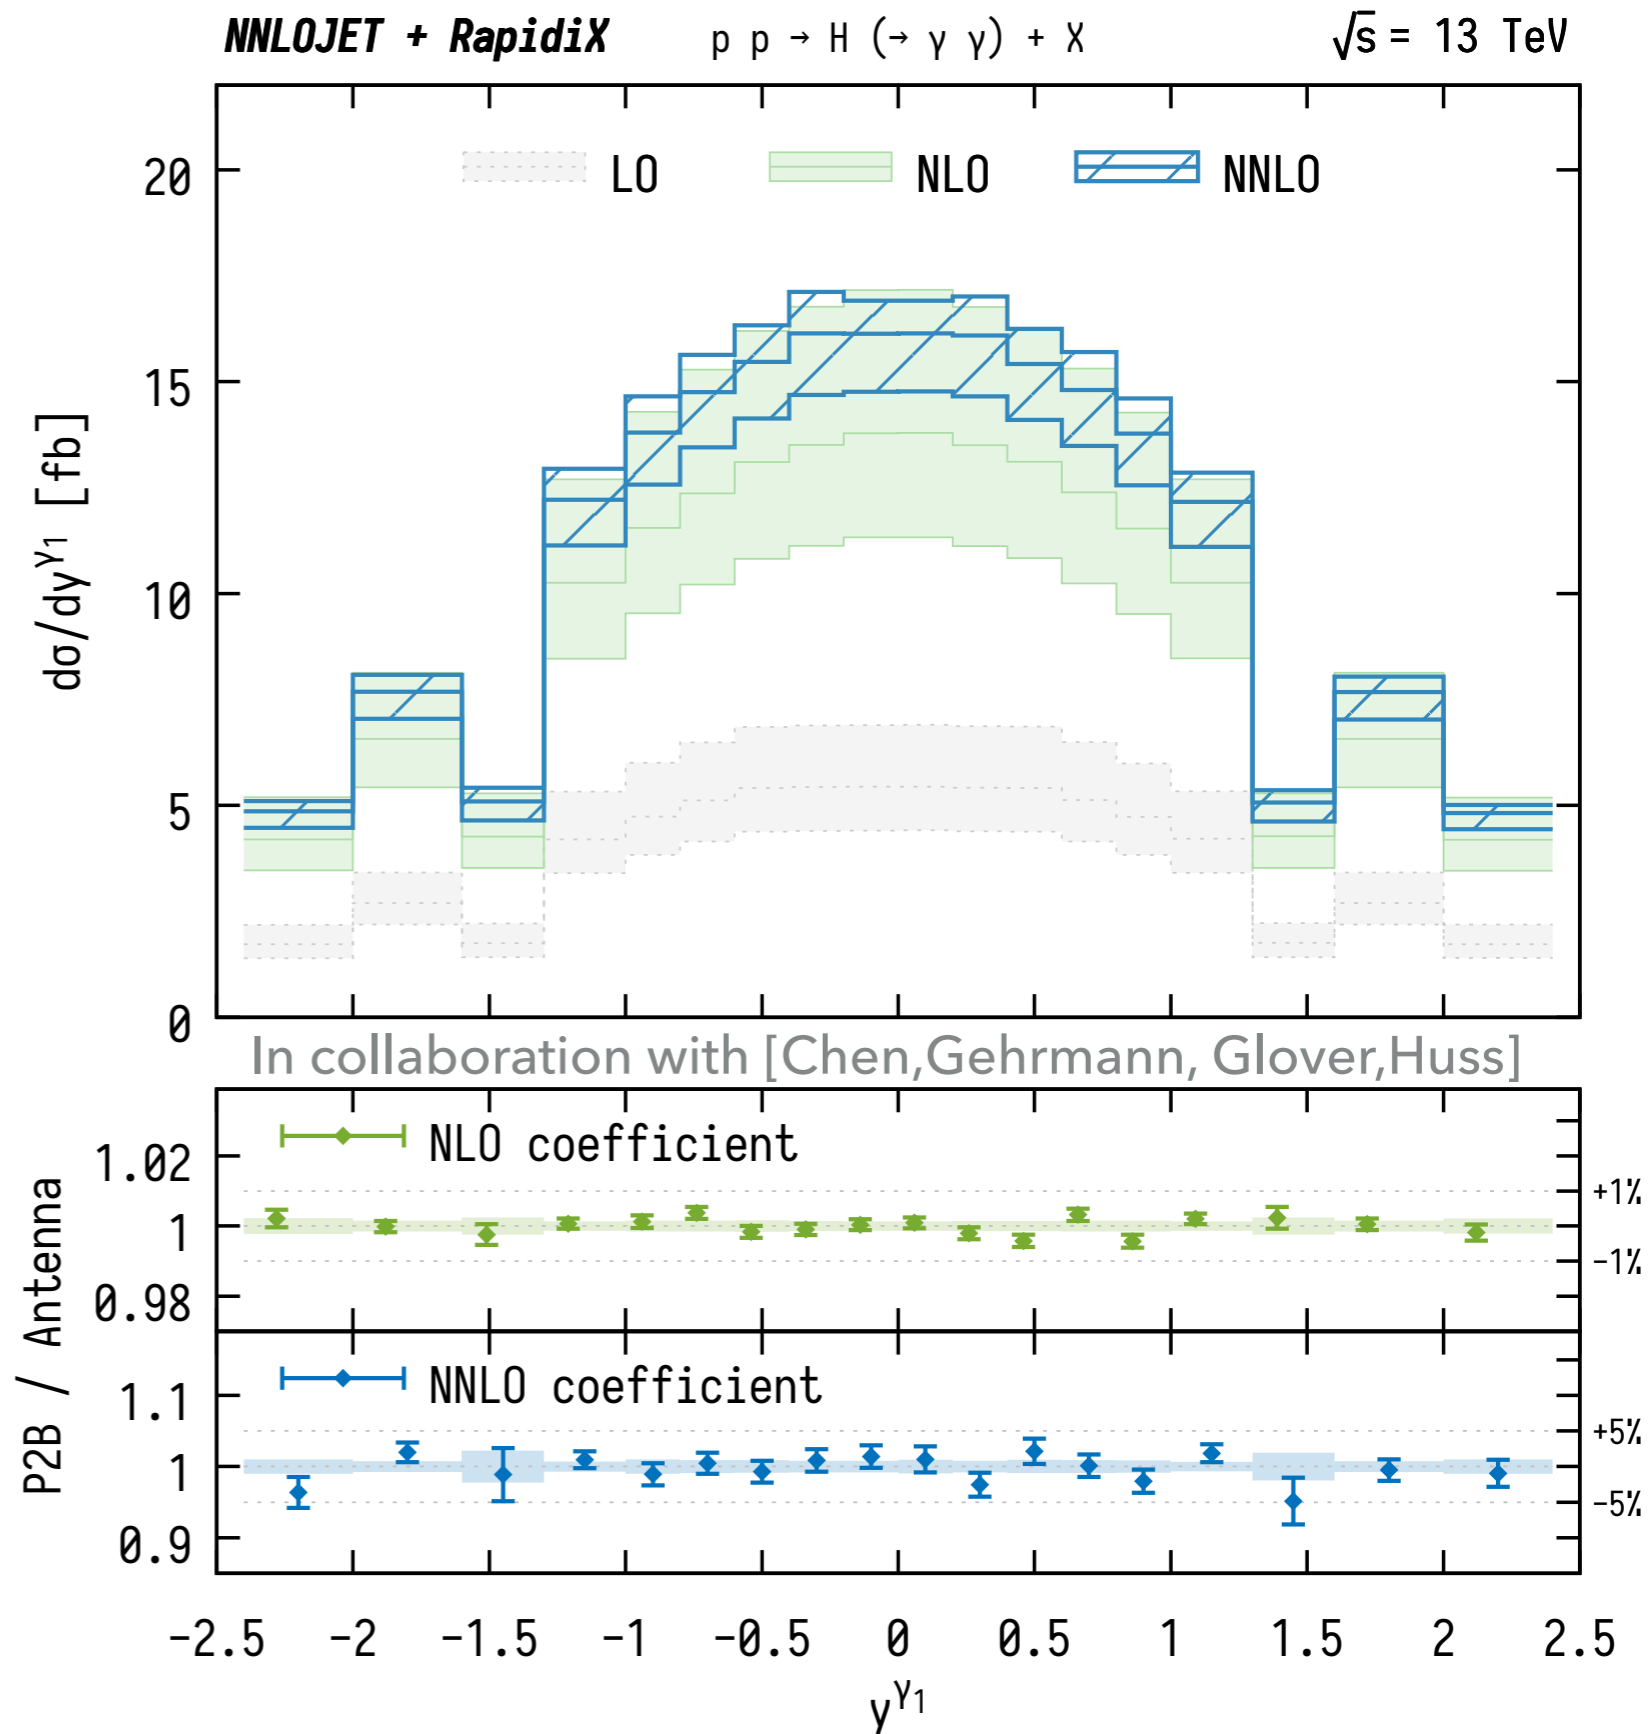 NNLOJET + RapidiX p p → H (→ γ γ) + X √s = 13 TeV
LO NLO NNLO
20
15
10
5
0
dσ/dy^γ1 [fb]
In collaboration with [Chen,Gehrmann, Glover,Huss]
NLO coefficient
1.02
1
0.98
+1%
-1%
P2B / Antenna
NNLO coefficient
1.1
1
0.9
+5%
-5%
-2.5 -2 -1.5 -1 -0.5 0 0.5 1 1.5 2 2.5
y^γ1